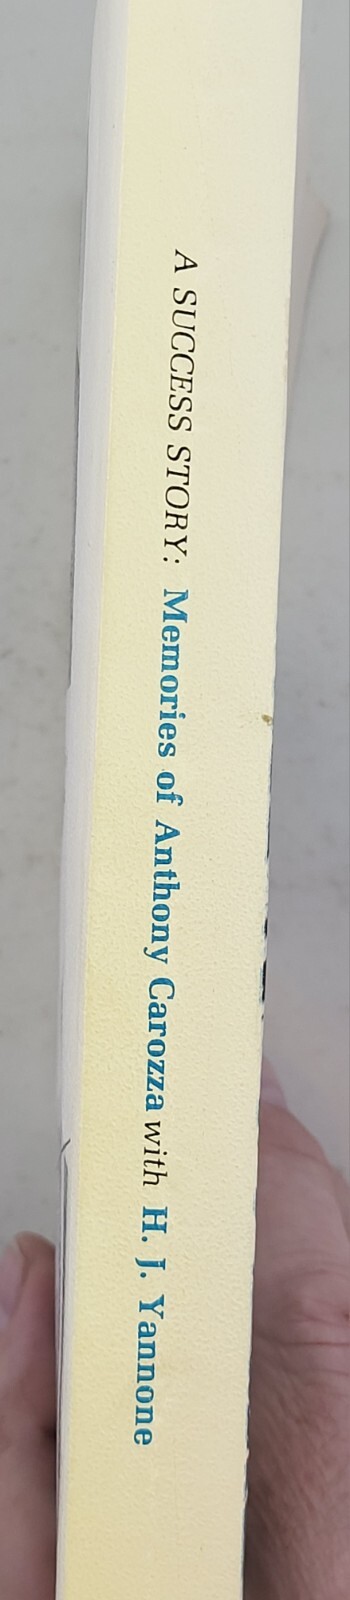 A SUCCESS STORY: Memories of Anthony Carozza with H. J. Yannone